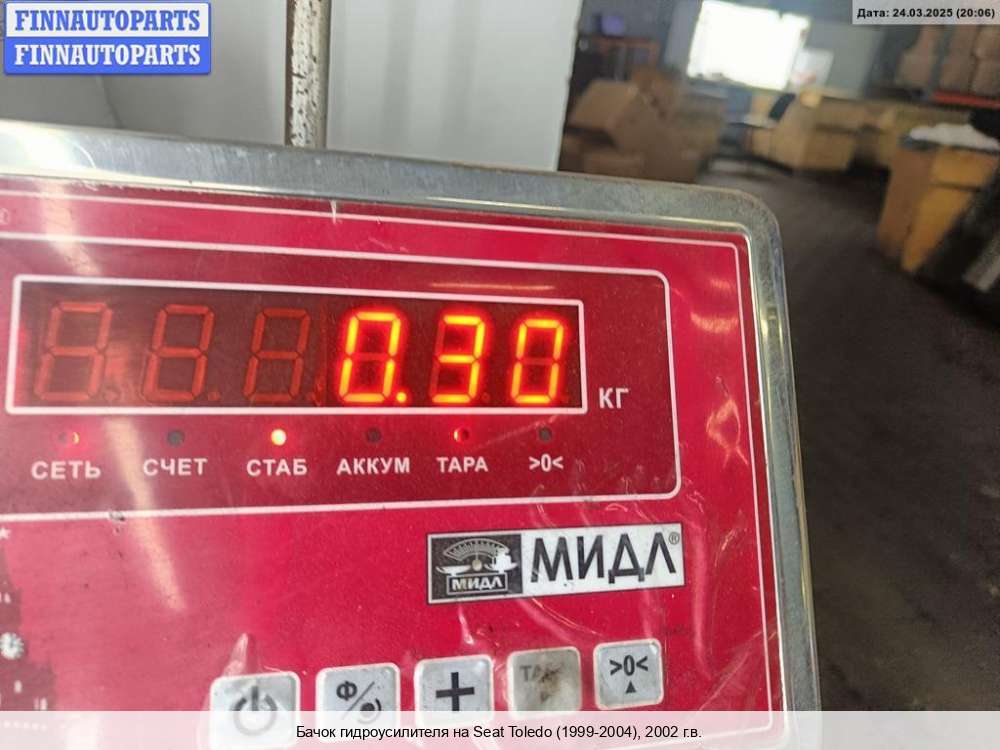 FINNAUTOPARTS
FINNAUTOPARTS
Дата: 24.03.2025 (20:06)
0.30
КГ
СЕТЬ СЧЕТ СТАБ АККУМ ТАРА >0<
МИДЛ МИДЛ®
Ф + >0<
Бачок гидроусилителя на Seat Toledo (1999-2004), 2002 г.в.